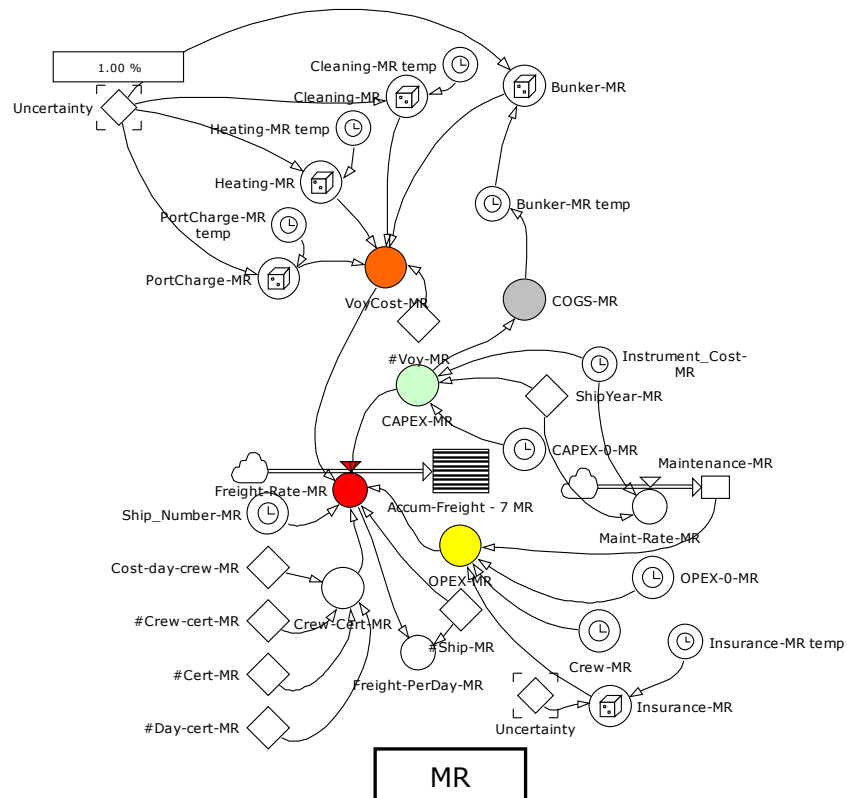 1.00 %
Cleaning-MR temp
Bunker-MR
Cleaning-MR
Uncertainty
Heating-MR temp
Heating-MR
Bunker-MR temp
PortCharge-MR
temp
PortCharge-MR
VoyCost-MR
COGS-MR
#Voy-MR
Instrument_Cost-
MR
ShipYear-MR
CAPEX-MR
CAPEX-0-MR
Maintenance-MR
Freight-Rate-MR
Accum-Freight - 7 MR
Ship_Number-MR
Maint-Rate-MR
Cost-day-crew-MR
OPEX-MR
OPEX-0-MR
#Crew-cert-MR
Crew-Cert-MR
#Ship-MR
Insurance-MR temp
Crew-MR
#Cert-MR
Freight-PerDay-MR
Insurance-MR
#Day-cert-MR
Uncertainty
MR